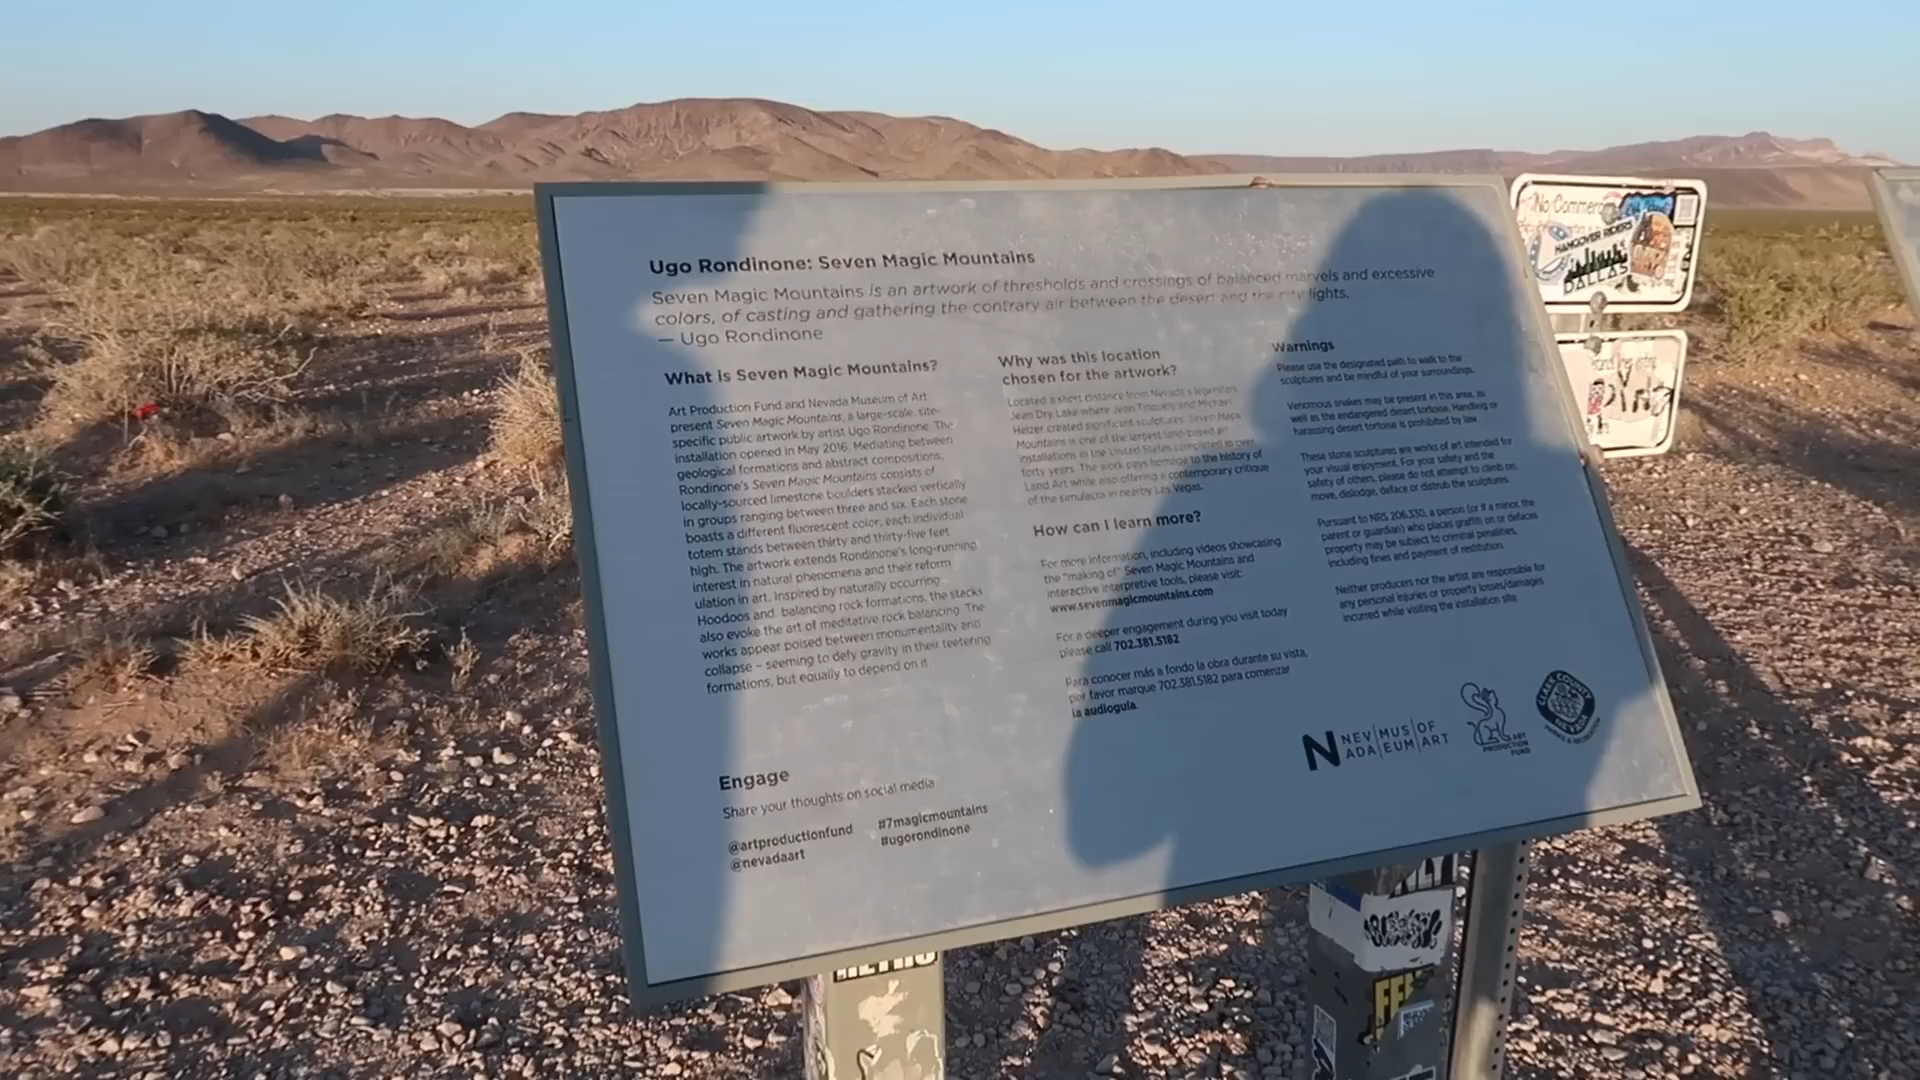 Ugo Rondinone: Seven Magic Mountains
Seven Magic Mountains is an artwork of thresholds and crossings of balanced marvels and excessive
colors, of casting and gathering the contrary air between the desert and the city lights.
— Ugo Rondinone
What is Seven Magic Mountains?
Art Production Fund and Nevada Museum of Art
present Seven Magic Mountains, a large-scale, site-
specific public artwork by artist Ugo Rondinone. The
installation opened in May 2016. Mediating between
geological formations and abstract compositions,
Rondinone's Seven Magic Mountains consists of
locally-sourced limestone boulders stacked vertically
in groups ranging between three and six. Each stone
boasts a different fluorescent color; each individual
totem stands between thirty and thirty-five feet
high. The artwork extends Rondinone's long-running
interest in natural phenomena and their reform
ulation in art. Inspired by naturally occurring
Hoodoos and balancing rock formations, the stacks
also evoke the art of meditative rock balancing. The
works appear poised between monumentality and
collapse – seeming to defy gravity in their teetering
formations, but equally to depend on it.
Engage
Share your thoughts on social media
@artproductionfund
@nevadaart
#7magicmountains
#ugorondinone
Why was this location
chosen for the artwork?
Located a short distance from Nevada's legendary
Jean Dry Lake where Jean Tinguely and Michael
Heizer created significant sculptures, Seven Magic
Mountains is one of the largest land-based art
installations in the United States completed in over
forty years. The work pays homage to the history of
Land Art while also offering a contemporary critique
of the simulacra in nearby Las Vegas.
How can I learn more?
For more information, including videos showcasing
the "making of" Seven Magic Mountains and
interactive interpretive tools, please visit:
www.sevenmagicmountains.com
For a deeper engagement during you visit today
please call 702.381.5182
Para conocer más a fondo la obra durante su vista,
por favor marque 702.381.5182 para comenzar
la audioguía.
Warnings
Please use the designated path to walk to the
sculptures and be mindful of your surroundings.
Venomous snakes may be present in this area, as
well as the endangered desert tortoise. Handling or
harassing desert tortoise is prohibited by law.
These stone sculptures are works of art intended for
your visual enjoyment. For your safety and the
safety of others, please do not attempt to climb on,
move, dislodge, deface or distrub the sculptures.
Pursuant to NRS 206.330, a person (or if a minor, the
parent or guardian) who places graffiti on or defaces
property may be subject to criminal penalties,
including fines and payment of restitution.
Neither producers nor the artist are responsible for
any personal injuries or property losses/damages
incurred while visiting the installation site.
N NEV MUS OF
ADA EUM ART
ART
PRODUCTION
FUND
CLARK COUNTY
NEVADA
PARKS & RECREATION
No Commerc
HANGOVER RIDERS
DALLAS
METRO